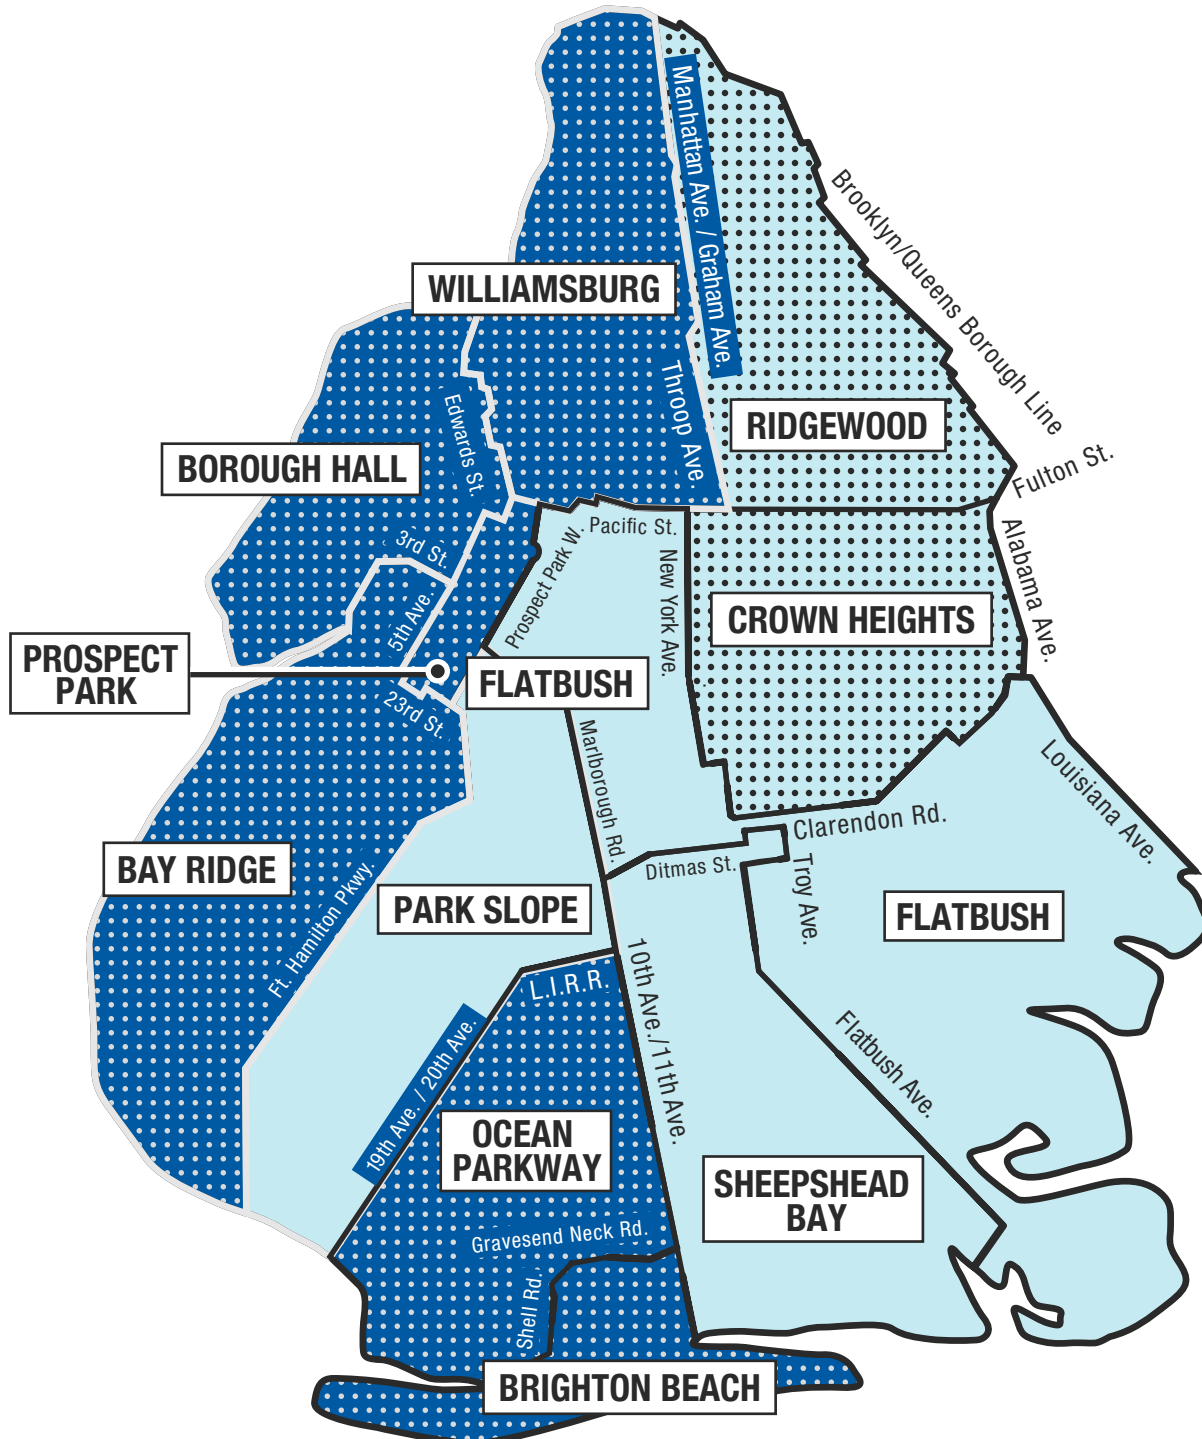 Manhattan Ave. / Graham Ave.
Brooklyn/Queens Borough Line
WILLIAMSBURG
Throop Ave.
RIDGEWOOD
Edwards St.
BOROUGH HALL
Fulton St.
3rd St.
Prospect Park W.
Pacific St.
New York Ave.
Alabama Ave.
CROWN HEIGHTS
5th Ave.
PROSPECT
PARK
FLATBUSH
23rd St.
Marlborough Rd.
Louisiana Ave.
Clarendon Rd.
BAY RIDGE
Ditmas St.
Troy Ave.
Ft. Hamilton Pkwy.
PARK SLOPE
FLATBUSH
L.I.R.R.
10th Ave./11th Ave.
19th Ave. / 20th Ave.
Flatbush Ave.
OCEAN
PARKWAY
SHEEPSHEAD
BAY
Gravesend Neck Rd.
Shell Rd.
BRIGHTON BEACH